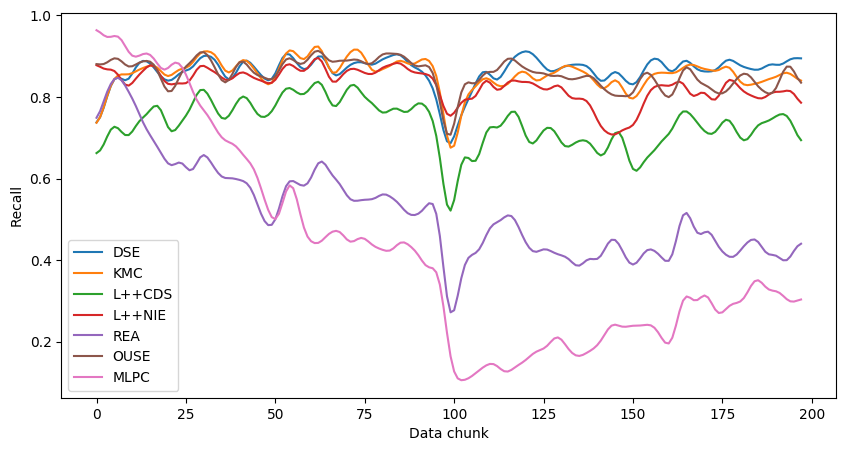 1.0
0.8
0.6
0.4
0.2
Recall
DSE
KMC
L++CDS
L++NIE
REA
OUSE
MLPC
0 25 50 75 100 125 150 175 200
Data chunk